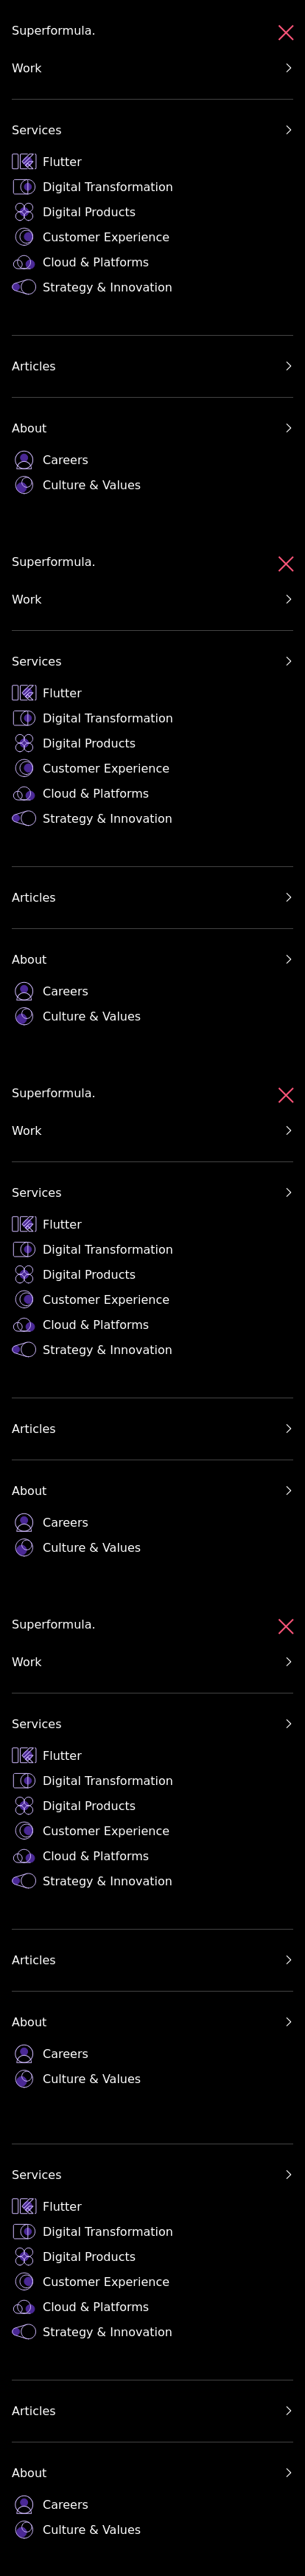 Superformula.
Work
Services
Flutter
Digital Transformation
Digital Products
Customer Experience
Cloud & Platforms
Strategy & Innovation
Articles
About
Careers
Culture & Values
Superformula.
Work
Services
Flutter
Digital Transformation
Digital Products
Customer Experience
Cloud & Platforms
Strategy & Innovation
Articles
About
Careers
Culture & Values
Superformula.
Work
Services
Flutter
Digital Transformation
Digital Products
Customer Experience
Cloud & Platforms
Strategy & Innovation
Articles
About
Careers
Culture & Values
Superformula.
Work
Services
Flutter
Digital Transformation
Digital Products
Customer Experience
Cloud & Platforms
Strategy & Innovation
Articles
About
Careers
Culture & Values
Services
Flutter
Digital Transformation
Digital Products
Customer Experience
Cloud & Platforms
Strategy & Innovation
Articles
About
Careers
Culture & Values